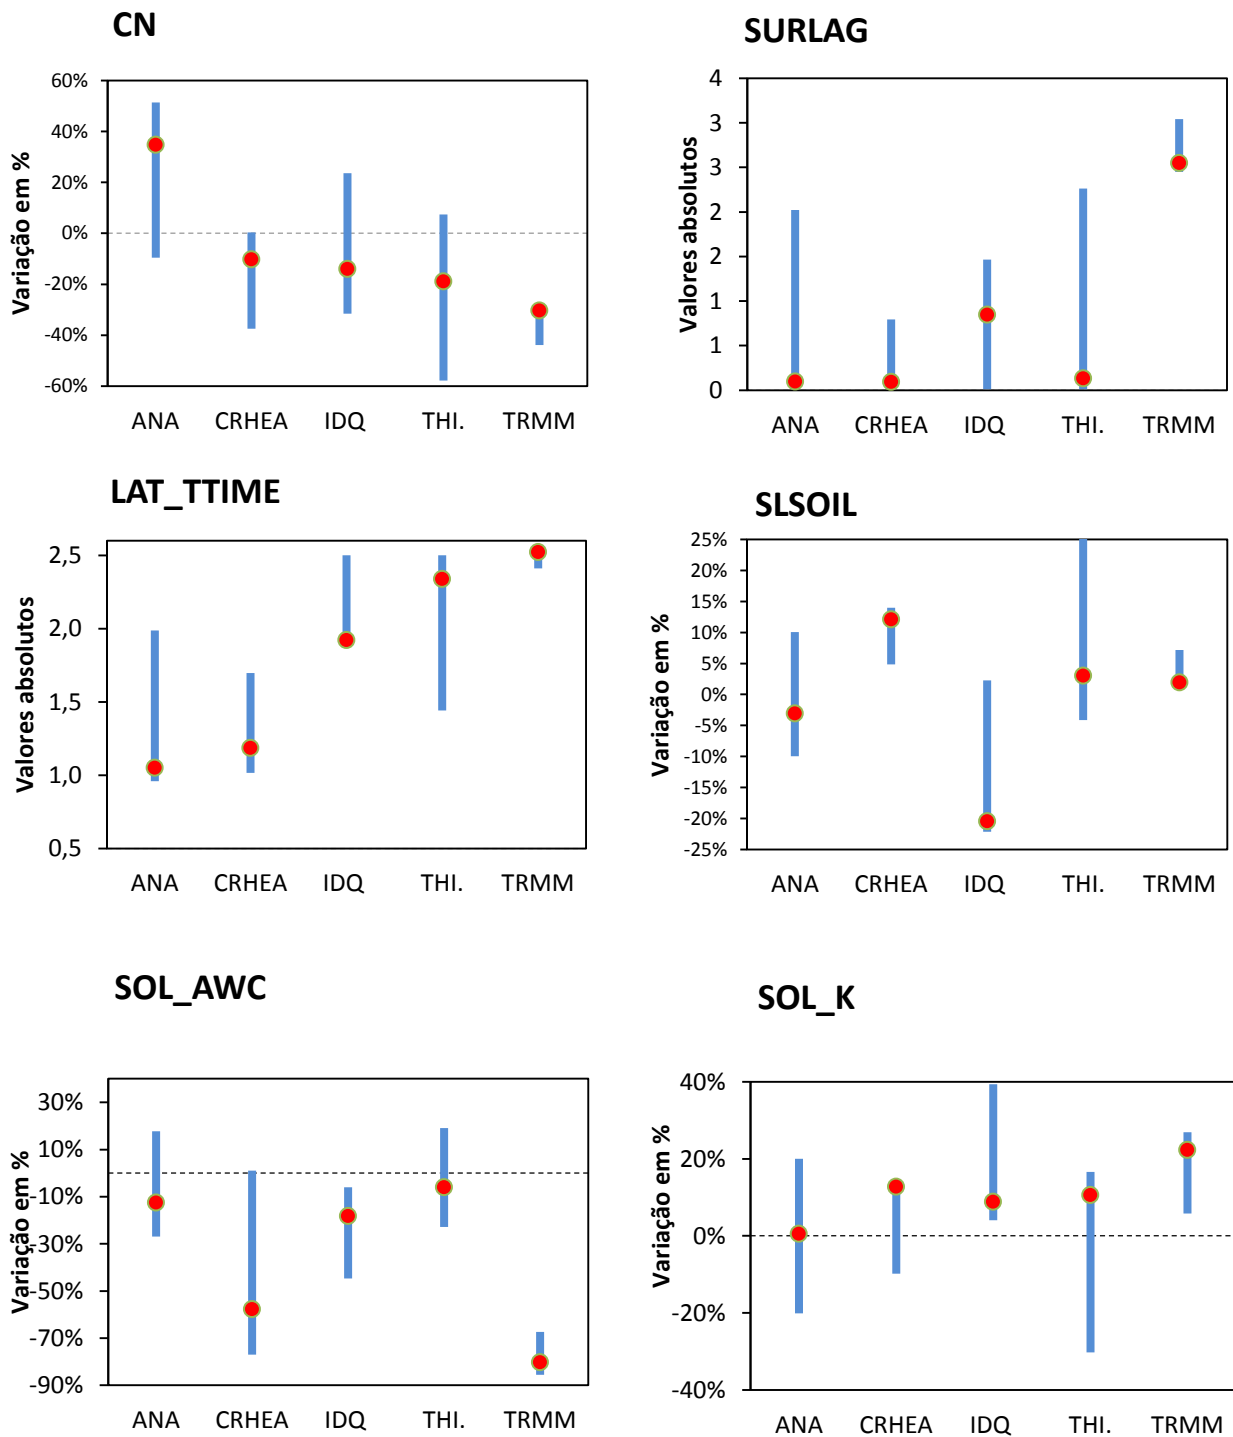 CN
Variação em %
60%
40%
20%
0%
-20%
-40%
-60%
ANA CRHEA IDQ THI. TRMM
SURLAG
Valores absolutos
4
3
3
2
2
1
1
0
ANA CRHEA IDQ THI. TRMM
LAT_TTIME
Valores absolutos
2,5
2,0
1,5
1,0
0,5
ANA CRHEA IDQ THI. TRMM
SLSOIL
Variação em %
25%
20%
15%
10%
5%
0%
-5%
-10%
-15%
-20%
-25%
ANA CRHEA IDQ THI. TRMM
SOL_AWC
Variação em %
30%
10%
-10%
-30%
-50%
-70%
-90%
ANA CRHEA IDQ THI. TRMM
SOL_K
Variação em %
40%
20%
0%
-20%
-40%
ANA CRHEA IDQ THI. TRMM